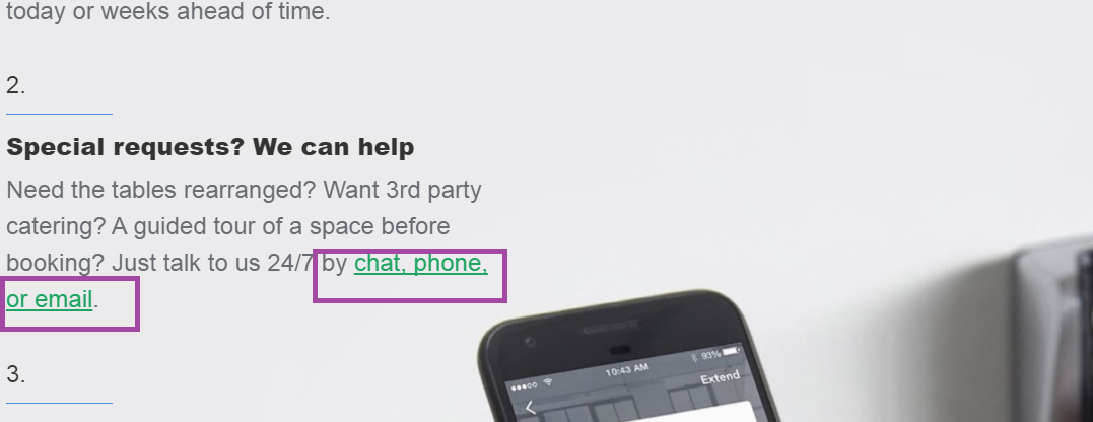 today or weeks ahead of time.
2.
Special requests? We can help
Need the tables rearranged? Want 3rd party
catering? A guided tour of a space before
booking? Just talk to us 24/7 by chat, phone,
or email.
3.
10:43 AM
93%
Extend